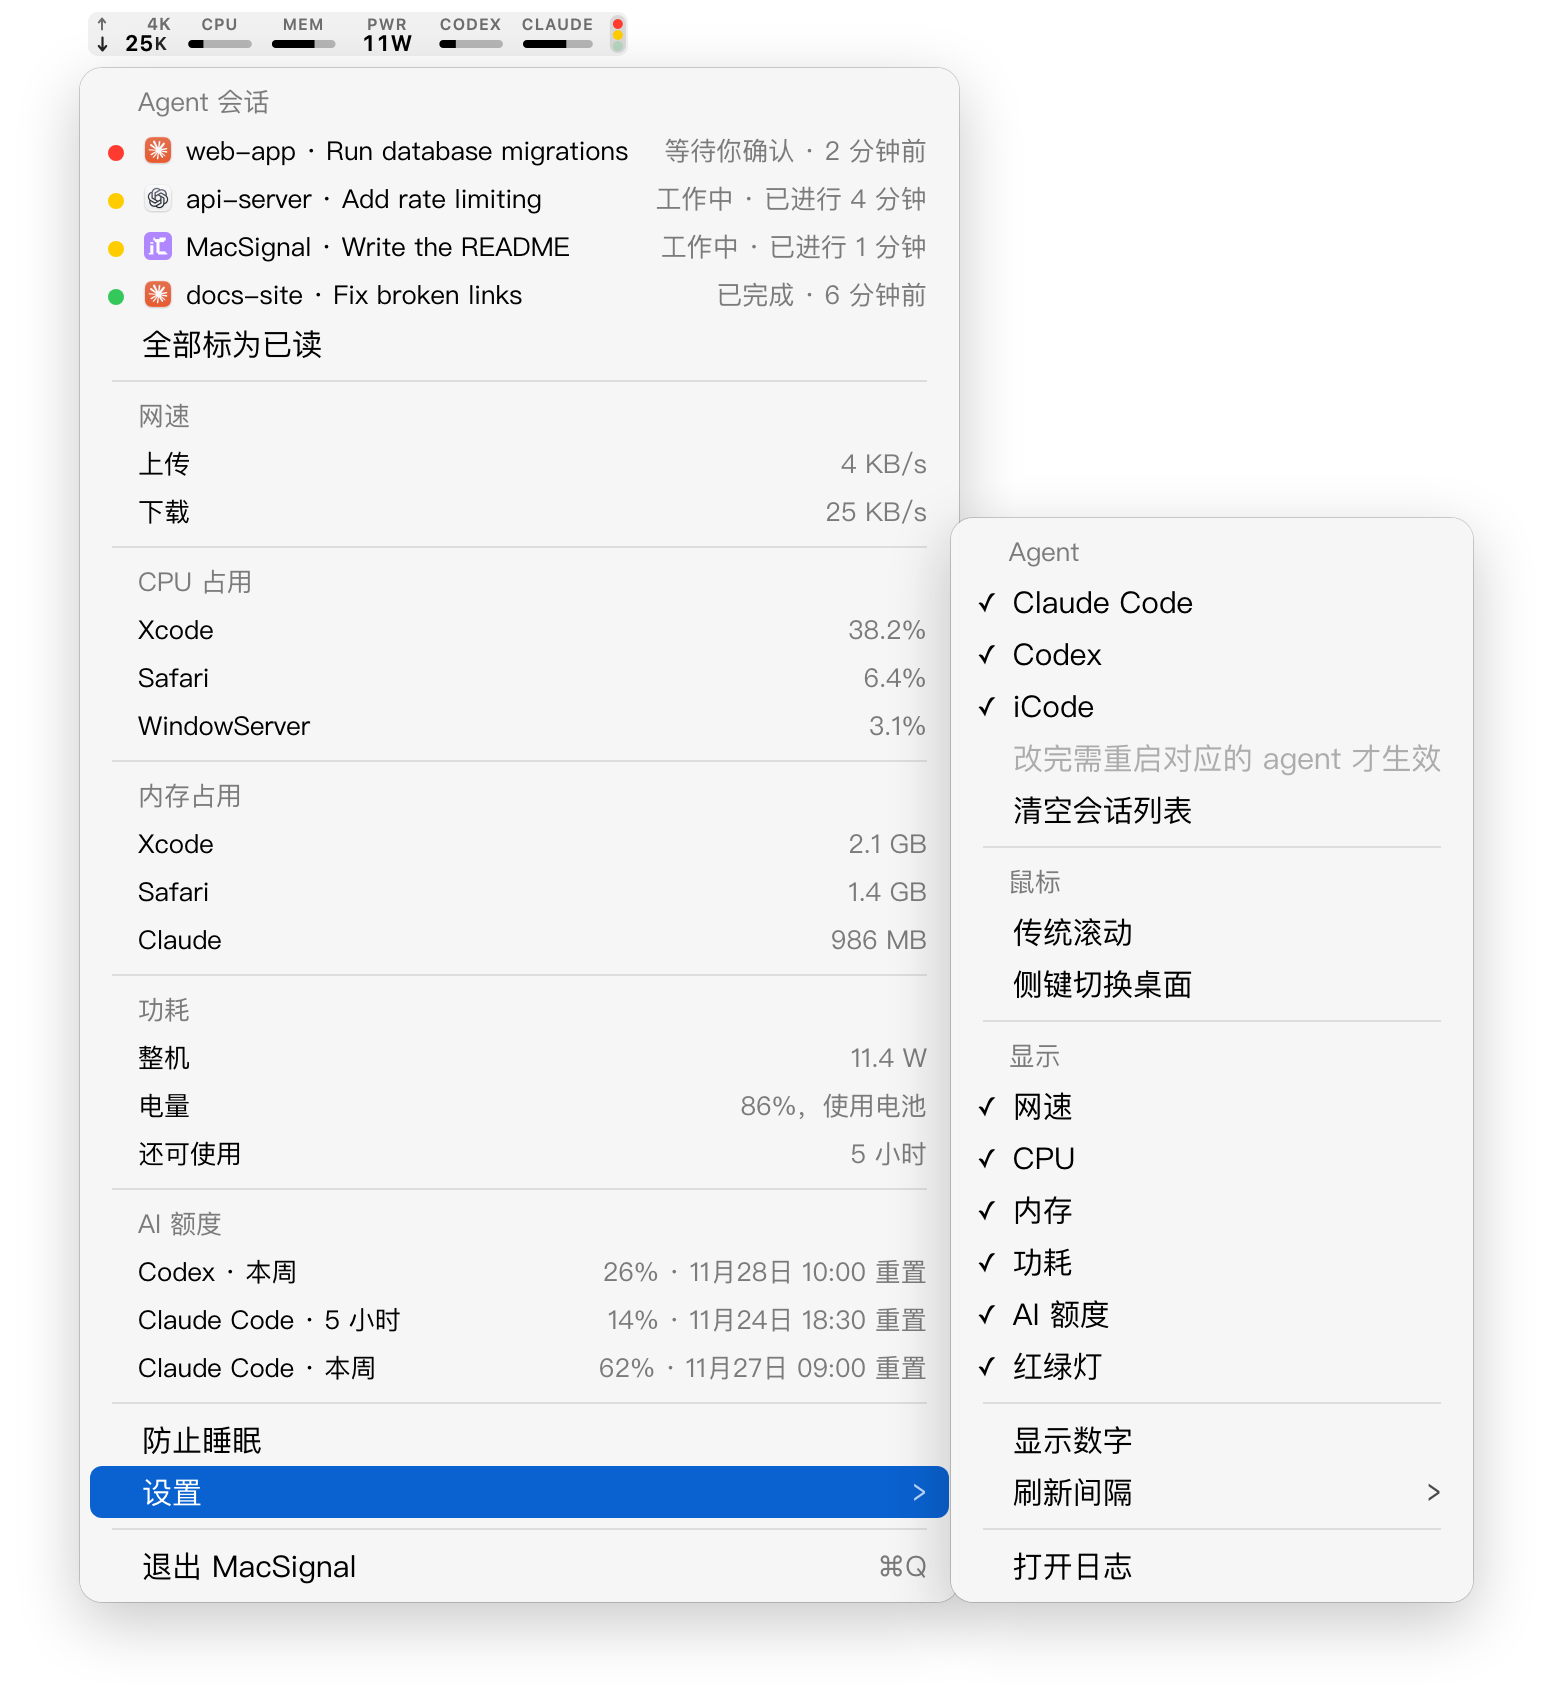 ↑ 4K CPU MEM PWR CODEX CLAUDE
↓ 25K 11W
Agent 会话
web-app · Run database migrations 等待你确认 · 2 分钟前
api-server · Add rate limiting 工作中 · 已进行 4 分钟
MacSignal · Write the README 工作中 · 已进行 1 分钟
docs-site · Fix broken links 已完成 · 6 分钟前
全部标为已读
网速
上传 4 KB/s
下载 25 KB/s
CPU 占用
Xcode 38.2%
Safari 6.4%
WindowServer 3.1%
内存占用
Xcode 2.1 GB
Safari 1.4 GB
Claude 986 MB
功耗
整机 11.4 W
电量 86%，使用电池
还可使用 5 小时
AI 额度
Codex · 本周 26% · 11月28日 10:00 重置
Claude Code · 5 小时 14% · 11月24日 18:30 重置
Claude Code · 本周 62% · 11月27日 09:00 重置
防止睡眠
设置 >
退出 MacSignal ⌘Q
Agent
✓ Claude Code
✓ Codex
✓ iCode
改完需重启对应的 agent 才生效
清空会话列表
鼠标
传统滚动
侧键切换桌面
显示
✓ 网速
✓ CPU
✓ 内存
✓ 功耗
✓ AI 额度
✓ 红绿灯
显示数字
刷新间隔 >
打开日志